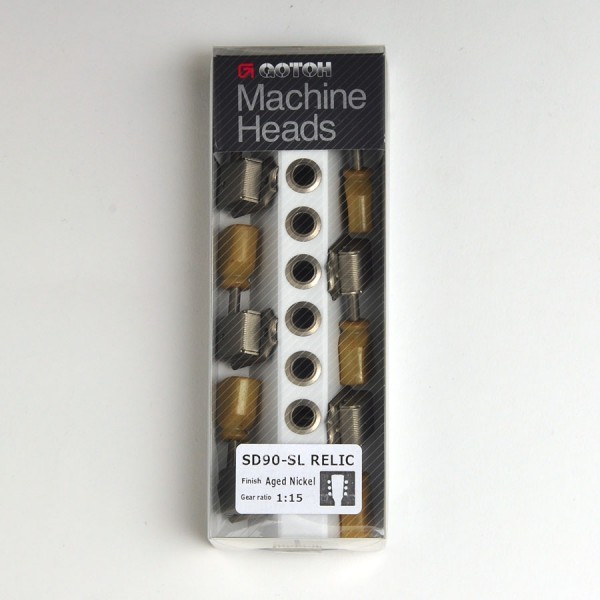 GOTOH
Machine
Heads
SD90-SL RELIC
Finish Aged Nickel
Gear ratio 1:15